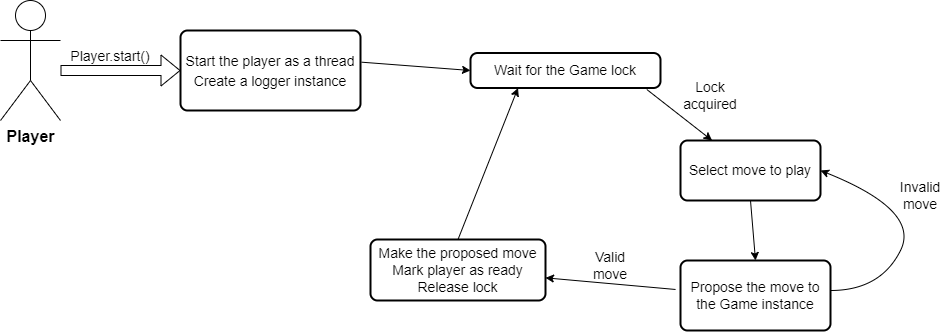 Player.start()
Player
Start the player as a thread
Create a logger instance
Wait for the Game lock
Lock
acquired
Select move to play
Invalid
move
Propose the move to
the Game instance
Valid
move
Make the proposed move
Mark player as ready
Release lock